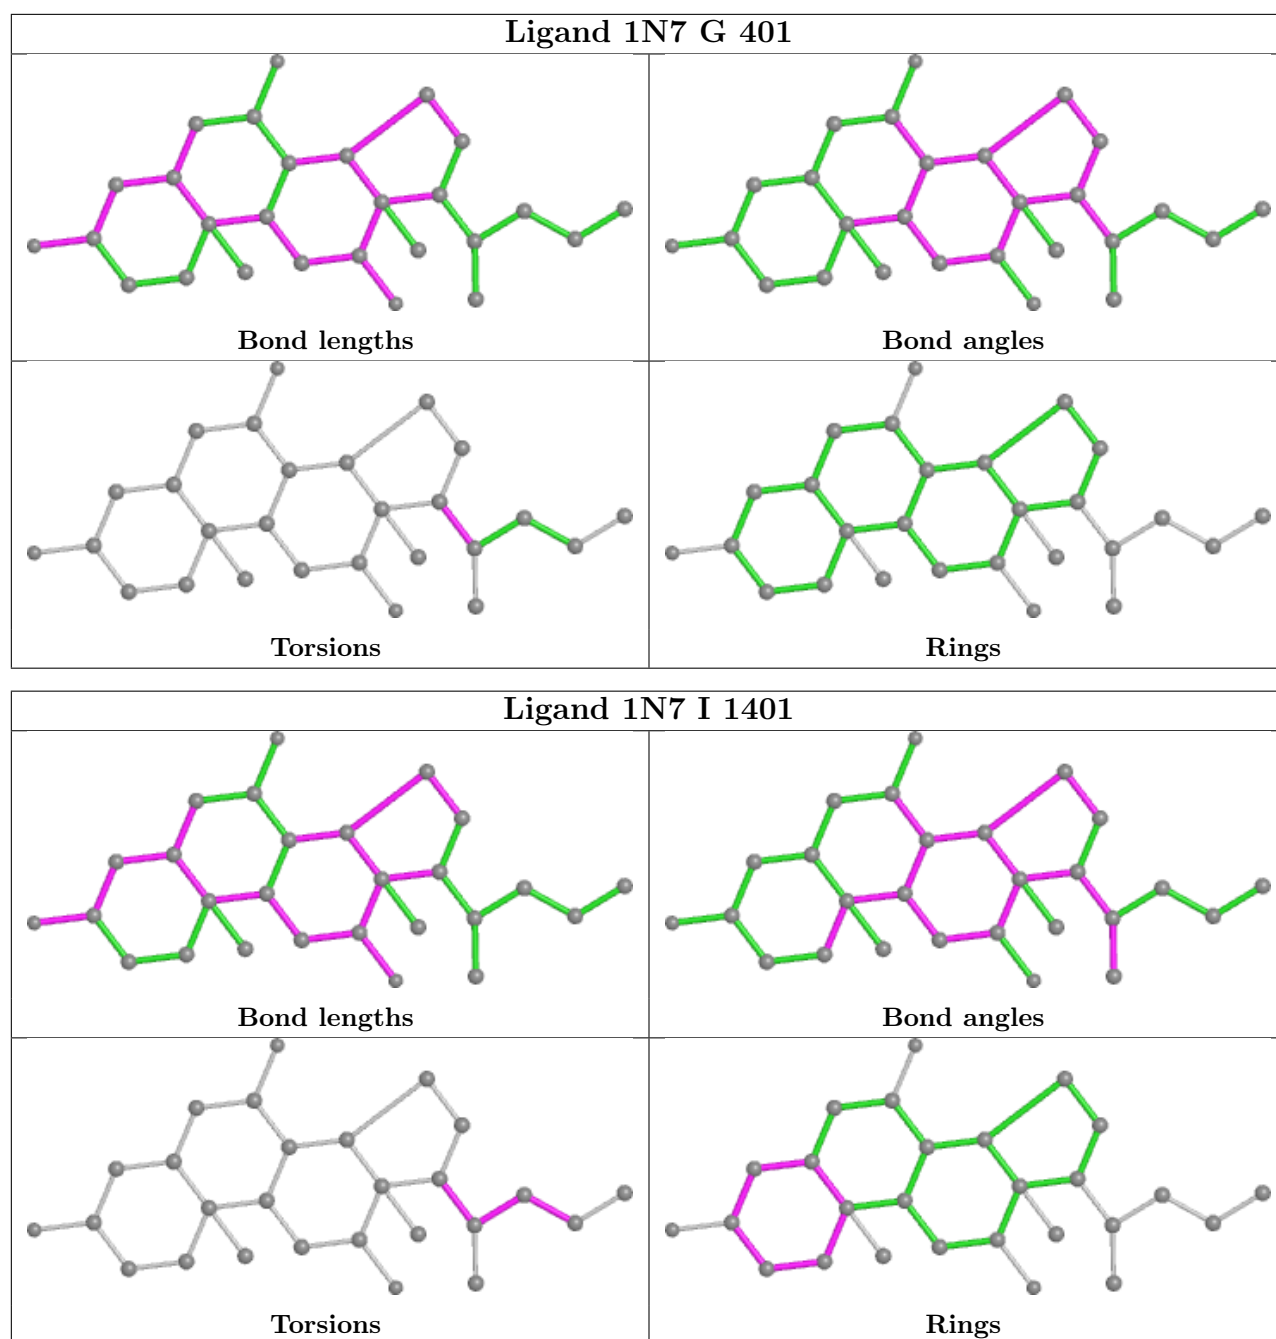 Ligand 1N7 G 401
Bond lengths
Bond angles
Torsions
Rings
Ligand 1N7 I 1401
Bond lengths
Bond angles
Torsions
Rings